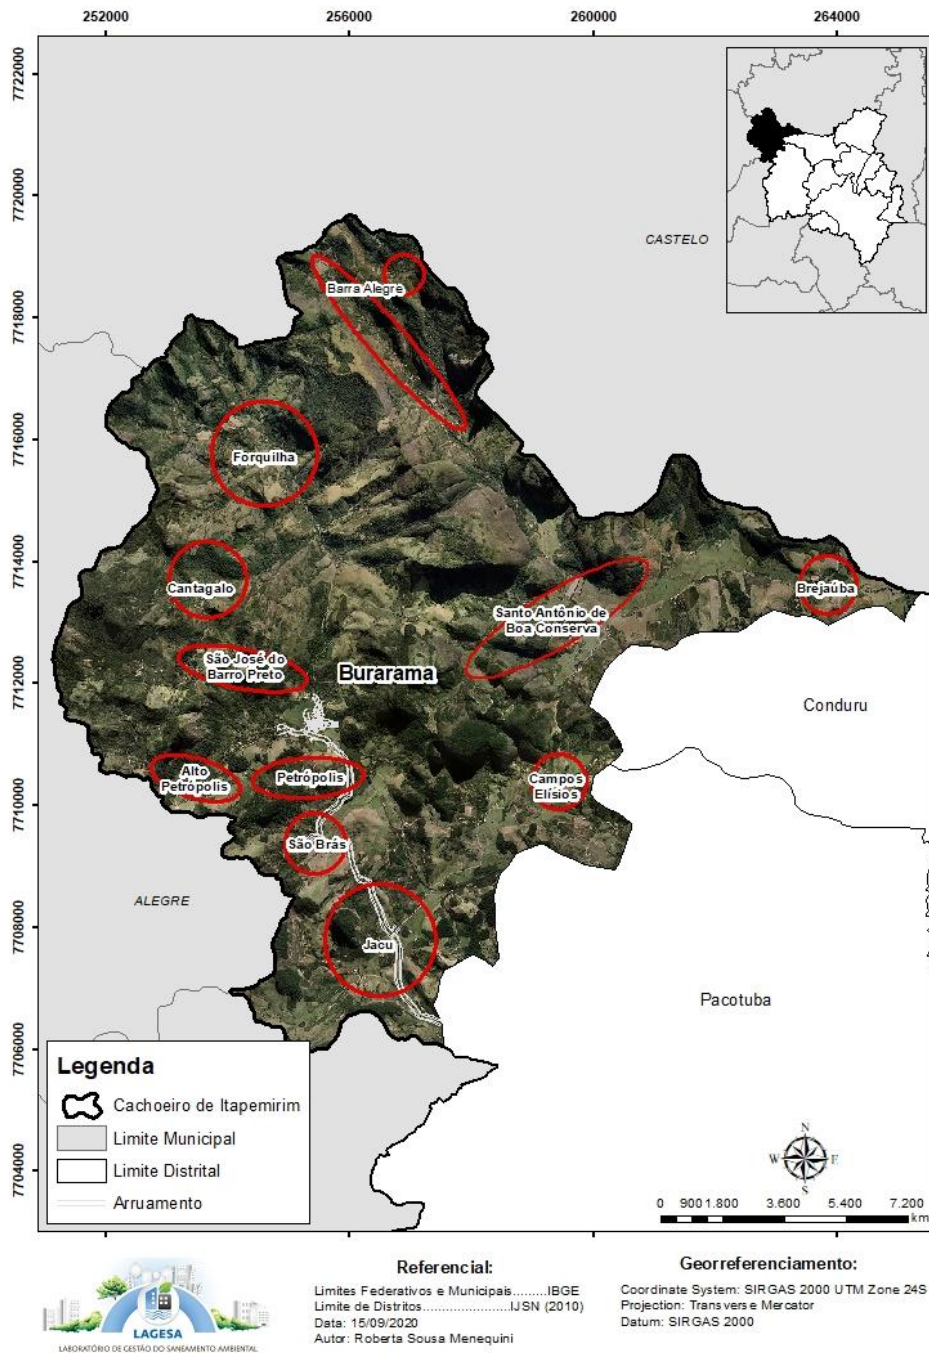 252000
256000
260000
264000
7722000
7720000
7718000
7716000
7714000
7712000
7710000
7708000
7706000
7704000
CASTELO
Barra Alegre
Forquilha
Cantagalo
Brejaúba
Santo Antônio de
Boa Conserva
São José do
Barro Preto
Burarama
Conduru
Alto
Petrópolis
Petrópolis
Campos
Elísios
São Brás
ALEGRE
Jacu
Pacotuba
Legenda
Cachoeiro de Itapemirim
Limite Municipal
Limite Distrital
Arruamento
N
W
E
S
0 900 1.800 3.600 5.400 7.200
km
LAGESA
LABORATÓRIO DE GESTÃO DO SANEAMENTO AMBIENTAL
Referencial:
Limites Federativos e Municipais.........IBGE
Limite de Distritos.......................IJSN (2010)
Data: 15/09/2020
Autor: Roberta Sousa Menequini
Georreferenciamento:
Coordinate System: SIRGAS 2000 UTM Zone 24S
Projection: Transverse Mercator
Datum: SIRGAS 2000